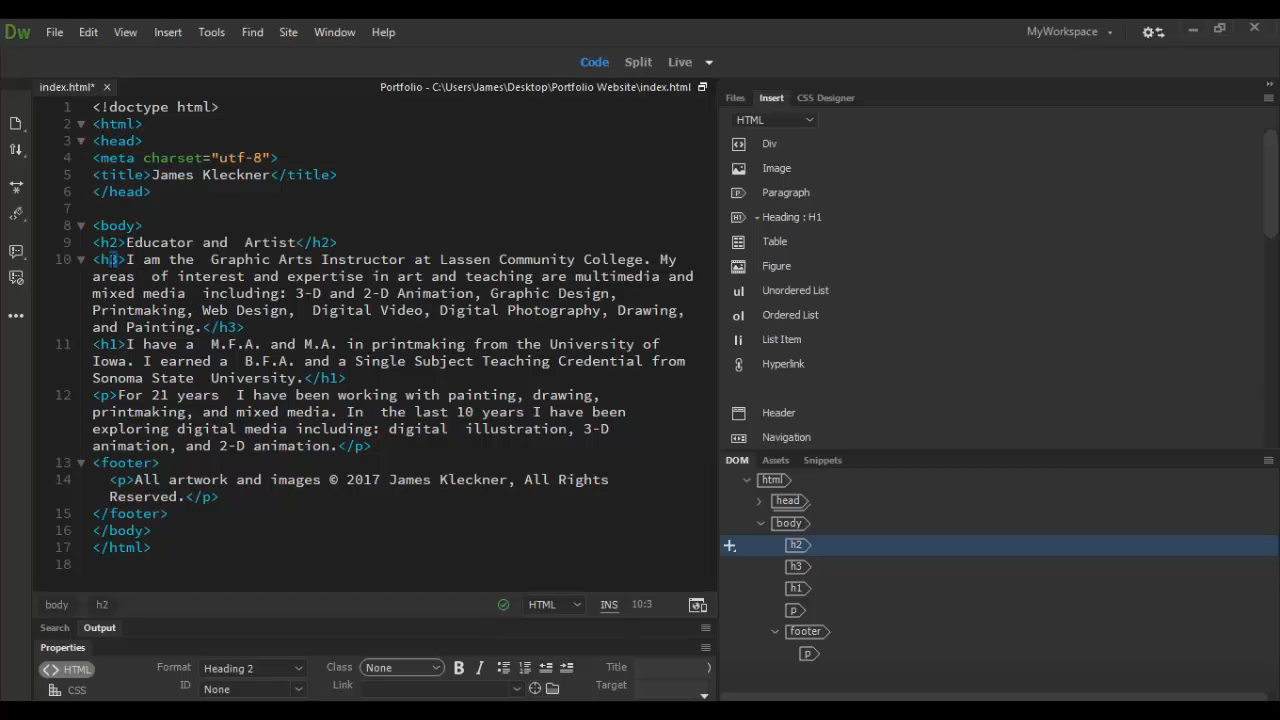 Dw File Edit View Insert Tools Find Site Window Help MyWorkspace
Code Split Live
index.html* × Portfolio - C:\Users\James\Desktop\Portfolio Website\index.html
1 <!doctype html>
2 <html>
3 <head>
4 <meta charset="utf-8">
5 <title>James Kleckner</title>
6 </head>
7
8 <body>
9 <h2>Educator and  Artist</h2>
10 <h3>I am the  Graphic Arts Instructor at Lassen Community College. My
areas  of interest and expertise in art and teaching are multimedia and
mixed media  including: 3-D and 2-D Animation, Graphic Design,
Printmaking, Web Design,  Digital Video, Digital Photography, Drawing,
and Painting.</h3>
11 <h1>I have a  M.F.A. and M.A. in printmaking from the University of
Iowa. I earned a  B.F.A. and a Single Subject Teaching Credential from
Sonoma State  University.</h1>
12 <p>For 21 years  I have been working with painting, drawing,
printmaking, and mixed media. In  the last 10 years I have been
exploring digital media including: digital  illustration, 3-D
animation, and 2-D animation.</p>
13 <footer>
14 <p>All artwork and images © 2017 James Kleckner, All Rights
Reserved.</p>
15 </footer>
16 </body>
17 </html>
18
body h2 HTML INS 10:3
Search Output
Properties
HTML Format Heading 2 Class None B I Title
CSS ID None Link Target
Files Insert CSS Designer
HTML
Div
Image
Paragraph
H1 Heading : H1
Table
Figure
ul Unordered List
ol Ordered List
li List Item
Hyperlink
Header
Navigation
DOM Assets Snippets
html
head
body
h2
h3
h1
p
footer
p